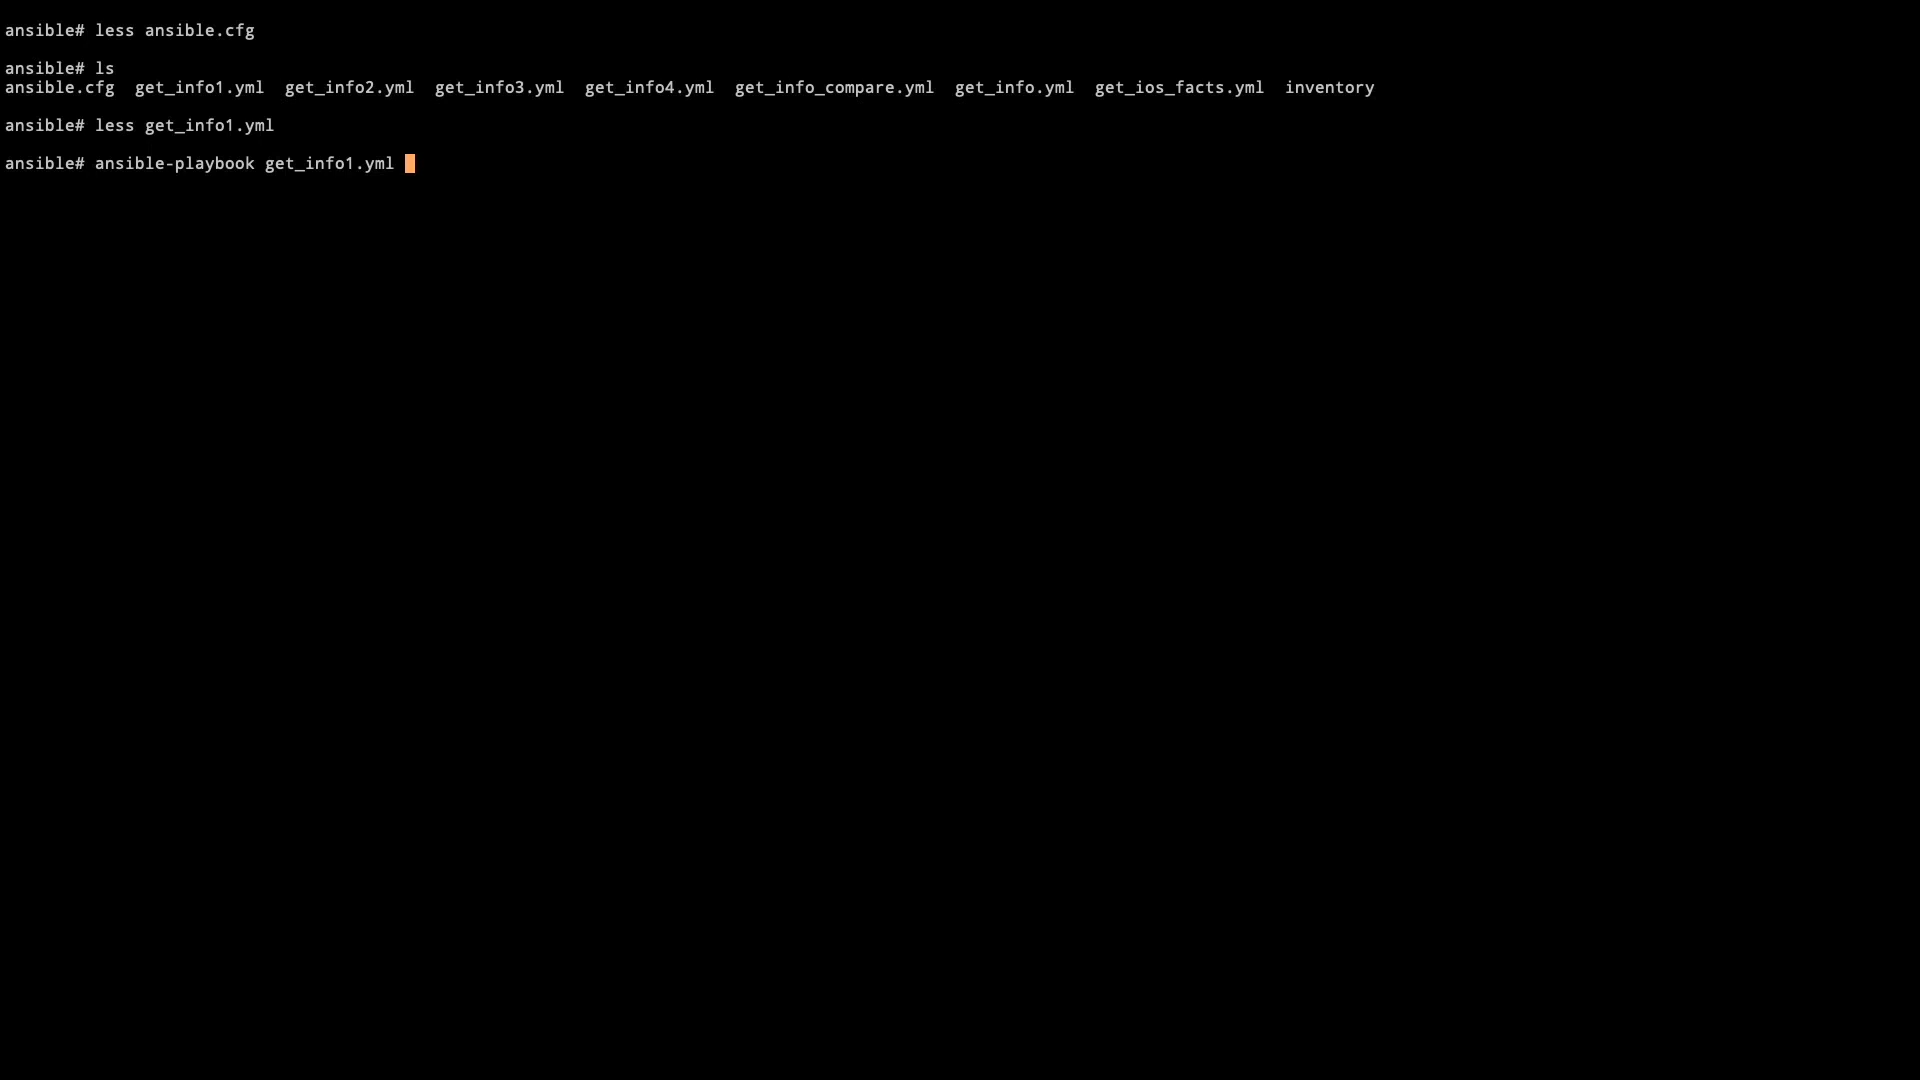 ansible# less ansible.cfg
ansible# ls
ansible.cfg  get_info1.yml  get_info2.yml  get_info3.yml  get_info4.yml  get_info_compare.yml  get_info.yml  get_ios_facts.yml  inventory
ansible# less get_info1.yml
ansible# ansible-playbook get_info1.yml